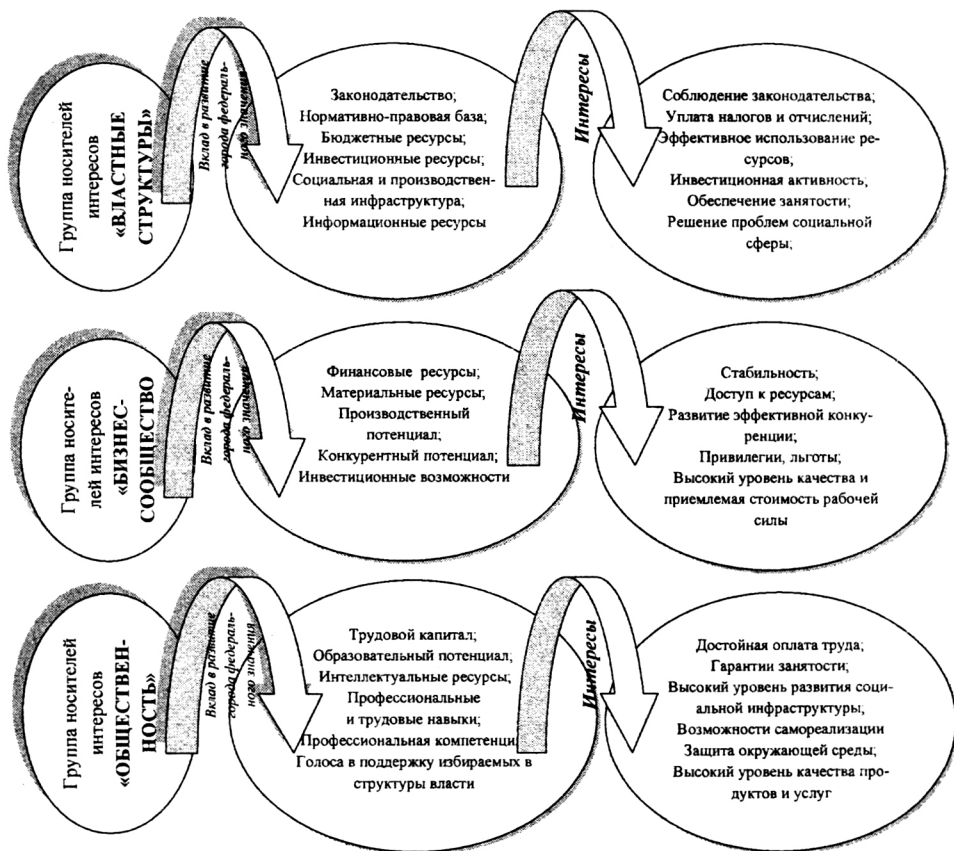 Группа носителей
интересов
«ВЛАСТНЫЕ
СТРУКТУРЫ»
Вклад в развитие
города федераль-
ного значения
Законодательство;
Нормативно-правовая база;
Бюджетные ресурсы;
Инвестиционные ресурсы;
Социальная и производствен-
ная инфраструктура;
Информационные ресурсы
Интересы
Соблюдение законодательства;
Уплата налогов и отчислений;
Эффективное использование ре-
сурсов;
Инвестиционная активность;
Обеспечение занятости;
Решение проблем социальной
сферы;
Группа носите-
лей интересов
«БИЗНЕС-
СООБЩЕСТВО
Вклад в развитие
города федераль-
ного значения
Финансовые ресурсы;
Материальные ресурсы;
Производственный
потенциал;
Конкурентный потенциал;
Инвестиционные возможности
Интересы
Стабильность;
Доступ к ресурсам;
Развитие эффективной конку-
ренции;
Привилегии, льготы;
Высокий уровень качества и
приемлемая стоимость рабочей
силы
Группа носителей
интересов
«ОБЩЕСТВЕН-
НОСТЬ»
Вклад в развитие
города федераль-
ного значения
Трудовой капитал;
Образовательный потенциал;
Интеллектуальные ресурсы;
Профессиональные
и трудовые навыки;
Профессиональная компетенци
Голоса в поддержку избираемых в
структуры власти
Интересы
Достойная оплата труда;
Гарантии занятости;
Высокий уровень развития соци-
альной инфраструктуры;
Возможности самореализации
Защита окружающей среды;
Высокий уровень качества про-
дуктов и услуг